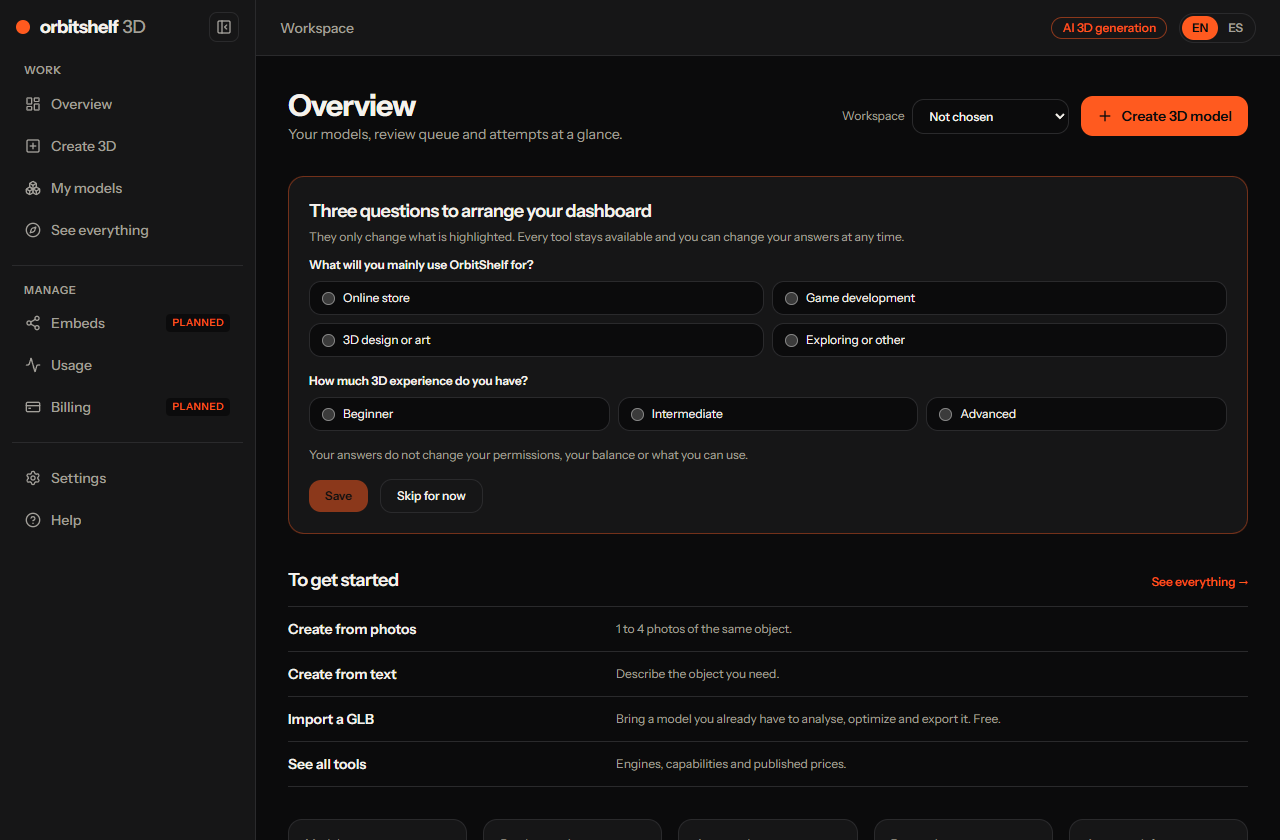 orbitshelf 3D
Workspace
AI 3D generation
EN
ES
WORK
Overview
Create 3D
My models
See everything
MANAGE
Embeds
PLANNED
Usage
Billing
PLANNED
Settings
Help
Overview
Your models, review queue and attempts at a glance.
Workspace
Not chosen
Create 3D model
Three questions to arrange your dashboard
They only change what is highlighted. Every tool stays available and you can change your answers at any time.
What will you mainly use OrbitShelf for?
Online store
Game development
3D design or art
Exploring or other
How much 3D experience do you have?
Beginner
Intermediate
Advanced
Your answers do not change your permissions, your balance or what you can use.
Save
Skip for now
To get started
See everything →
Create from photos
1 to 4 photos of the same object.
Create from text
Describe the object you need.
Import a GLB
Bring a model you already have to analyse, optimize and export it. Free.
See all tools
Engines, capabilities and published prices.